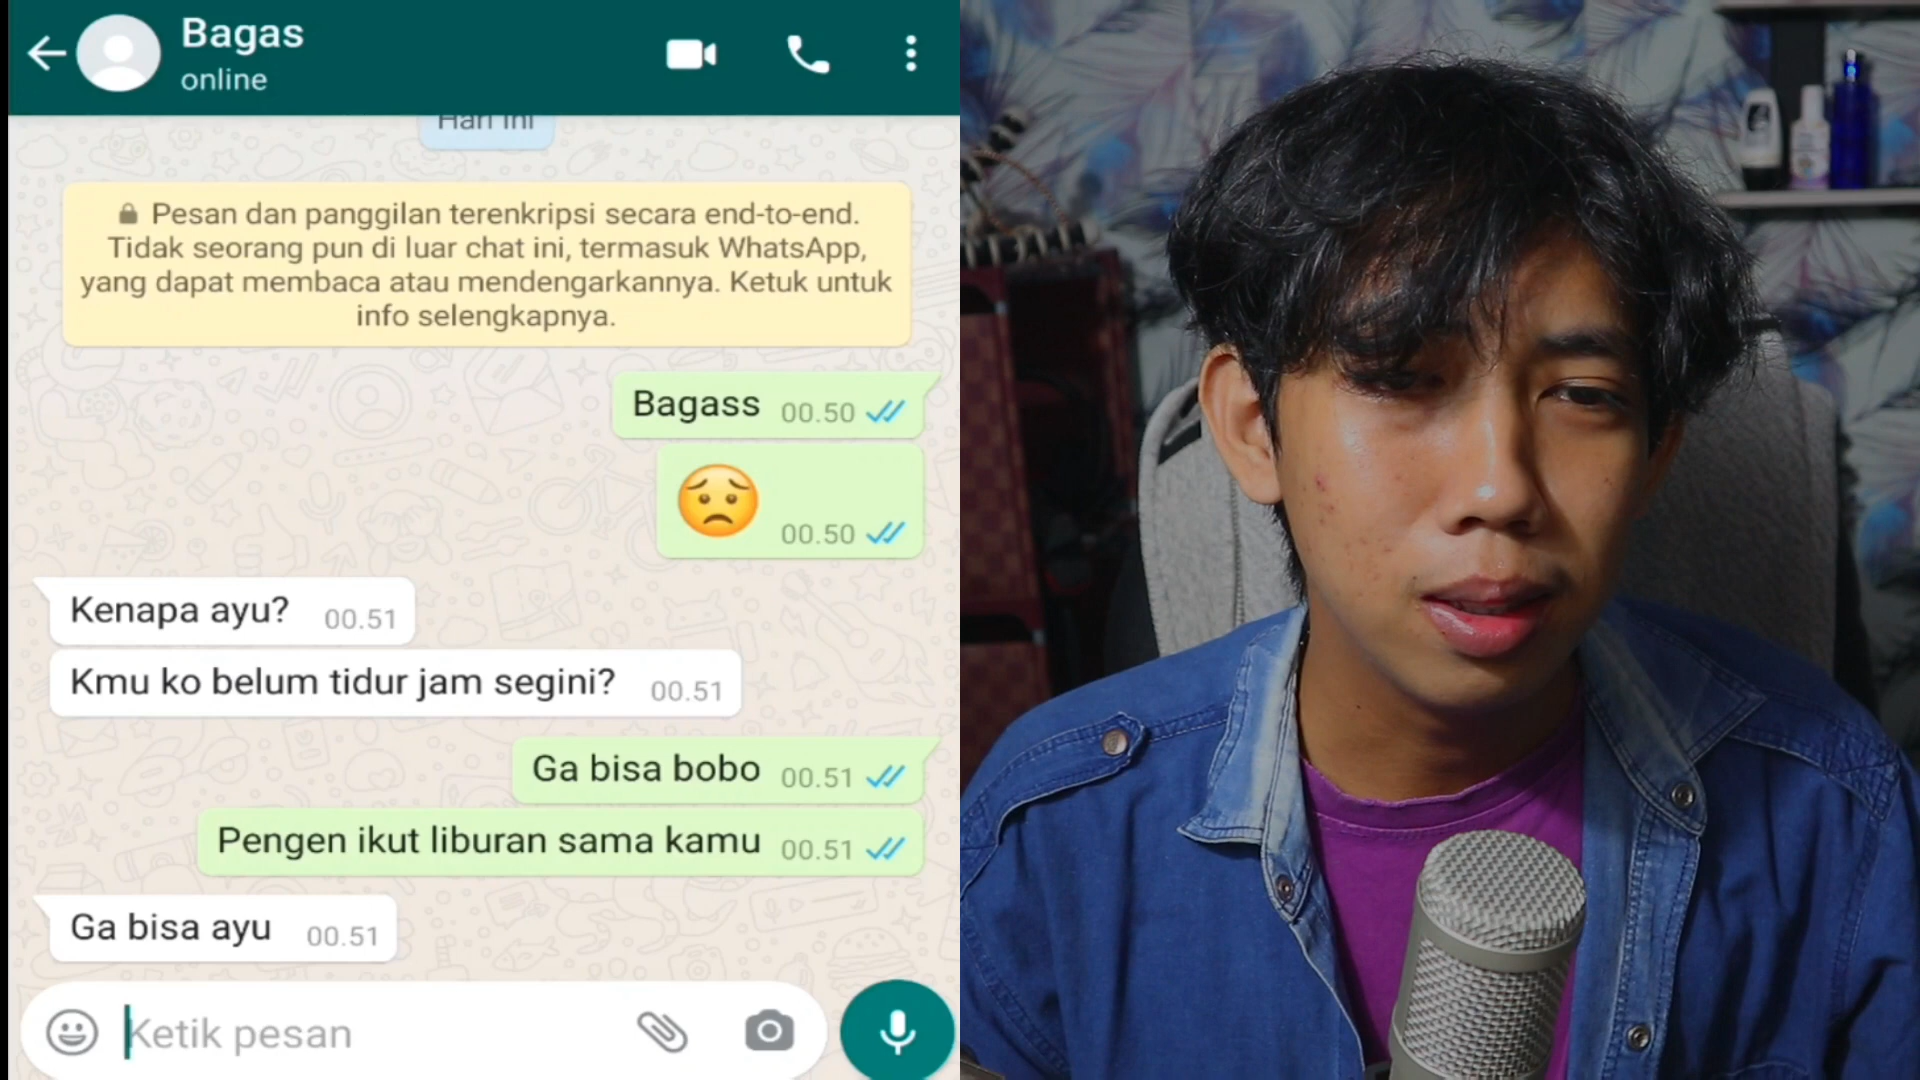 Bagas
online
Hari ini
Pesan dan panggilan terenkripsi secara end-to-end.
Tidak seorang pun di luar chat ini, termasuk WhatsApp,
yang dapat membaca atau mendengarkannya. Ketuk untuk
info selengkapnya.
Bagass 00.50
00.50
Kenapa ayu? 00.51
Kmu ko belum tidur jam segini? 00.51
Ga bisa bobo 00.51
Pengen ikut liburan sama kamu 00.51
Ga bisa ayu 00.51
Ketik pesan